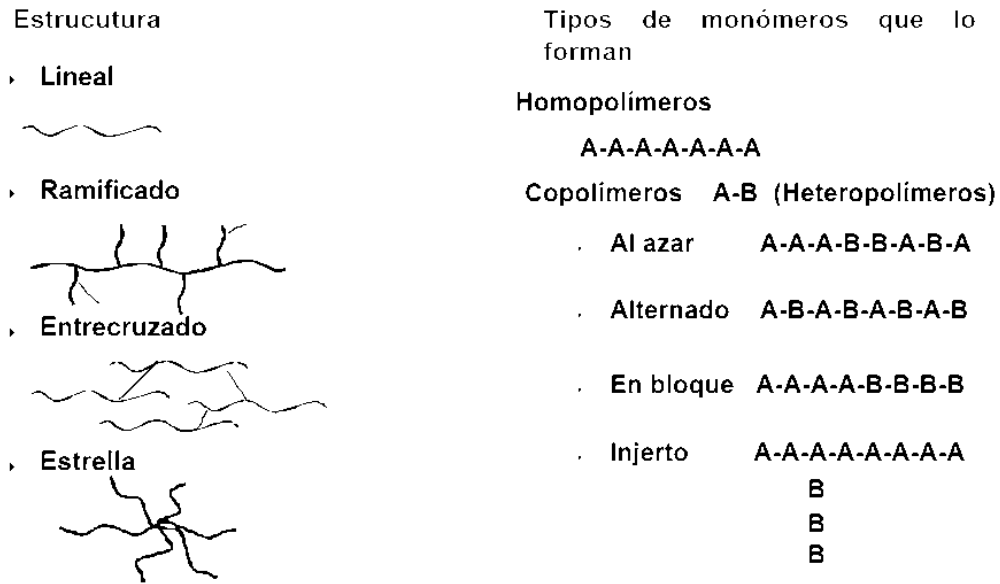 Estrucutura
Lineal
Ramificado
Entrecruzado
Estrella
Tipos de monómeros que lo
forman
Homopolímeros
A-A-A-A-A-A-A
Copolímeros A-B (Heteropolímeros)
Al azar A-A-A-B-B-A-B-A
Alternado A-B-A-B-A-B-A-B
En bloque A-A-A-A-B-B-B-B
Injerto A-A-A-A-A-A-A-A
B
B
B